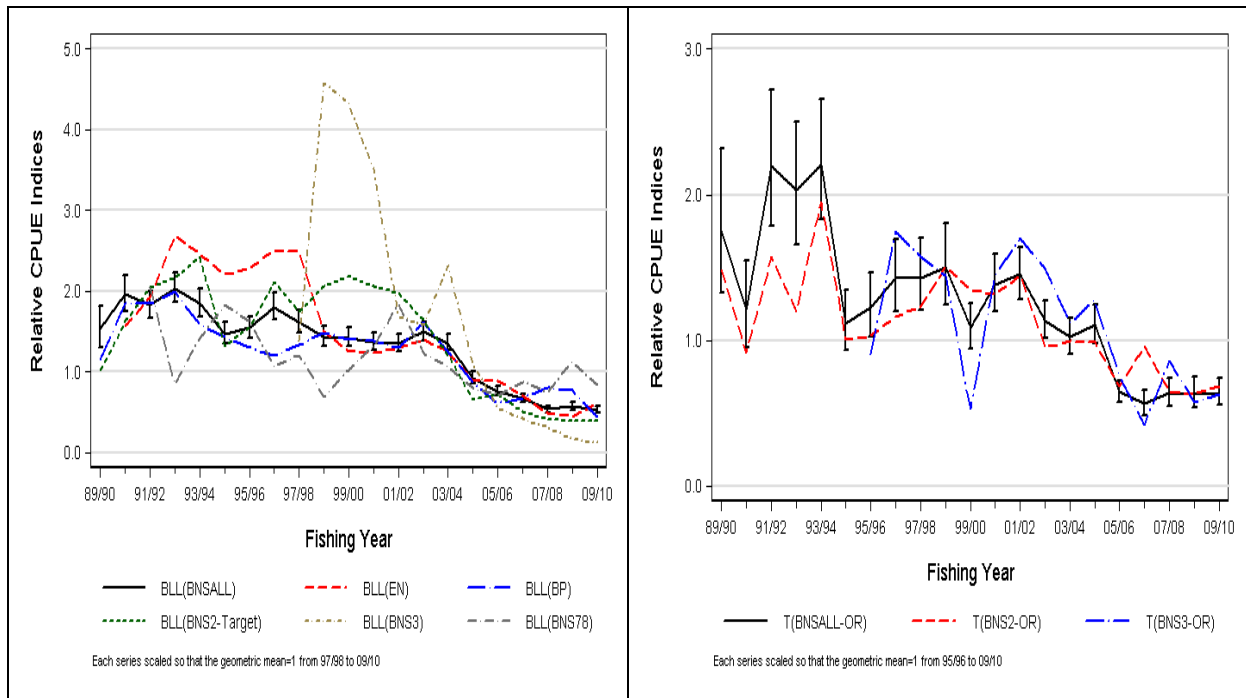 Relative CPUE Indices
5.0
4.0
3.0
2.0
1.0
0.0
89/90 91/92 93/94 95/96 97/98 99/00 01/02 03/04 05/06 07/08 09/10
Fishing Year
BLL(BNSALL) BLL(EN) BLL(BP)
BLL(BNS2-Target) BLL(BNS3) BLL(BNS78)
Each series scaled so that the geometric mean=1 from 97/98 to 09/10
Relative CPUE Indices
3.0
2.0
1.0
0.0
89/90 91/92 93/94 95/96 97/98 99/00 01/02 03/04 05/06 07/08 09/10
Fishing Year
T(BNSALL-OR) T(BNS2-OR) T(BNS3-OR)
Each series scaled so that the geometric mean=1 from 95/96 to 09/10